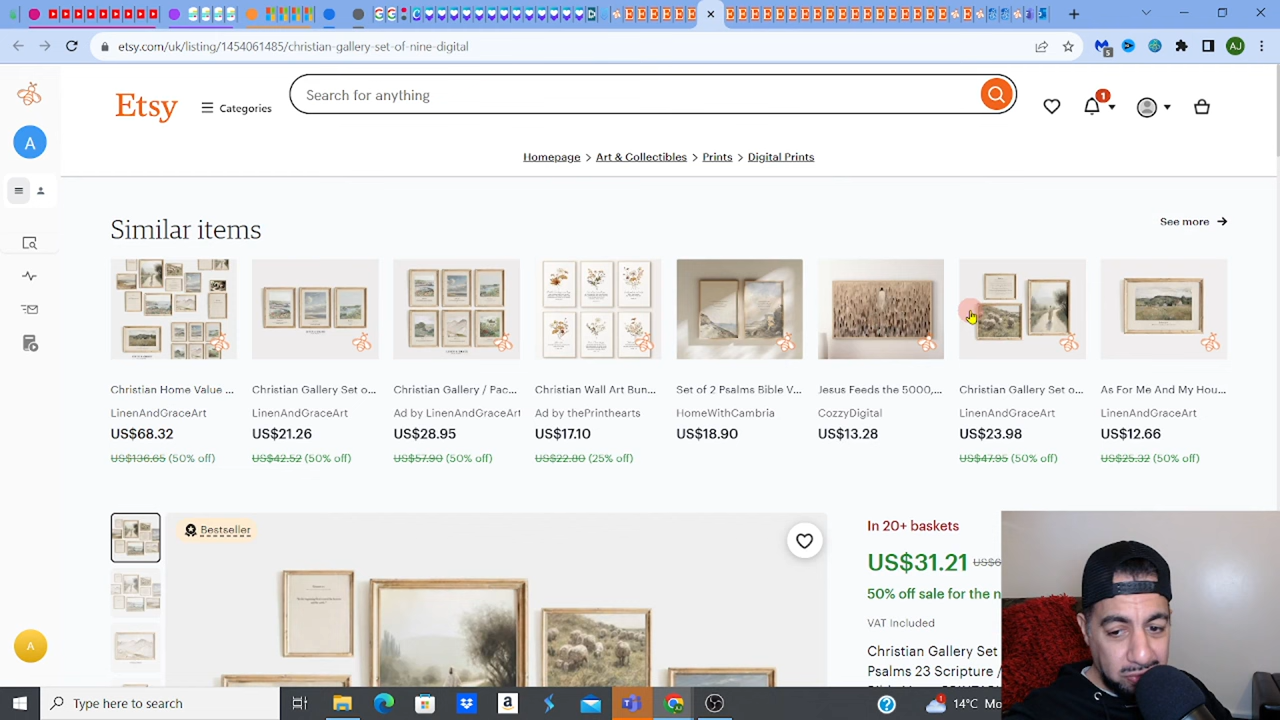 etsy.com/uk/listing/1454061485/christian-gallery-set-of-nine-digital
5
AJ
Etsy
Categories
Search for anything
1
A
Homepage > Art & Collectibles > Prints > Digital Prints
Similar items
See more →
Christian Home Value ...
LinenAndGraceArt
US$68.32
US$136.65 (50% off)
Christian Gallery Set o...
LinenAndGraceArt
US$21.26
US$42.52 (50% off)
Christian Gallery / Pac...
Ad by LinenAndGraceArt
US$28.95
US$57.90 (50% off)
Christian Wall Art Bun...
Ad by thePrinthearts
US$17.10
US$22.80 (25% off)
Set of 2 Psalms Bible V...
HomeWithCambria
US$18.90
Jesus Feeds the 5000,...
CozzyDigital
US$13.28
Christian Gallery Set o...
LinenAndGraceArt
US$23.98
US$47.95 (50% off)
As For Me And My Hou...
LinenAndGraceArt
US$12.66
US$25.32 (50% off)
Bestseller
In 20+ baskets
US$31.21
50% off sale for the
VAT Included
Christian Gallery Set
Psalms 23 Scripture /
A
Type here to search
14°C